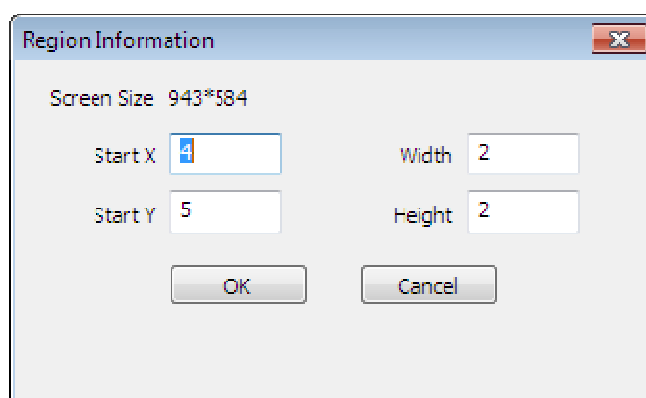 Region Information
Screen Size 943*584
Start X 4 Width 2
Start Y 5 Height 2
OK Cancel